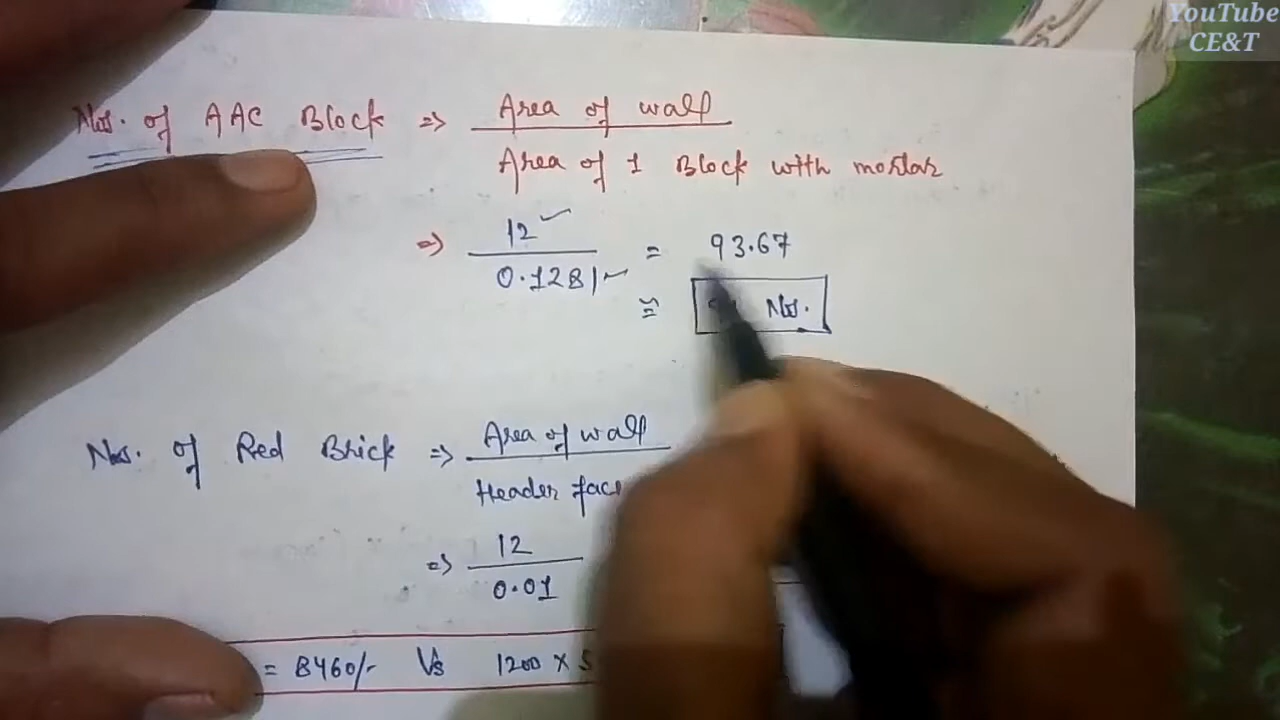 YouTube
CE&T
Nos. of AAC Block => Area of wall
Area of 1 Block with mortar
=> 12
0.1281
= 93.67
≅ Nos.
Nos. of Red Brick => Area of wall
Header face
=> 12
0.01
= 8460/- Vs 1200 × 5